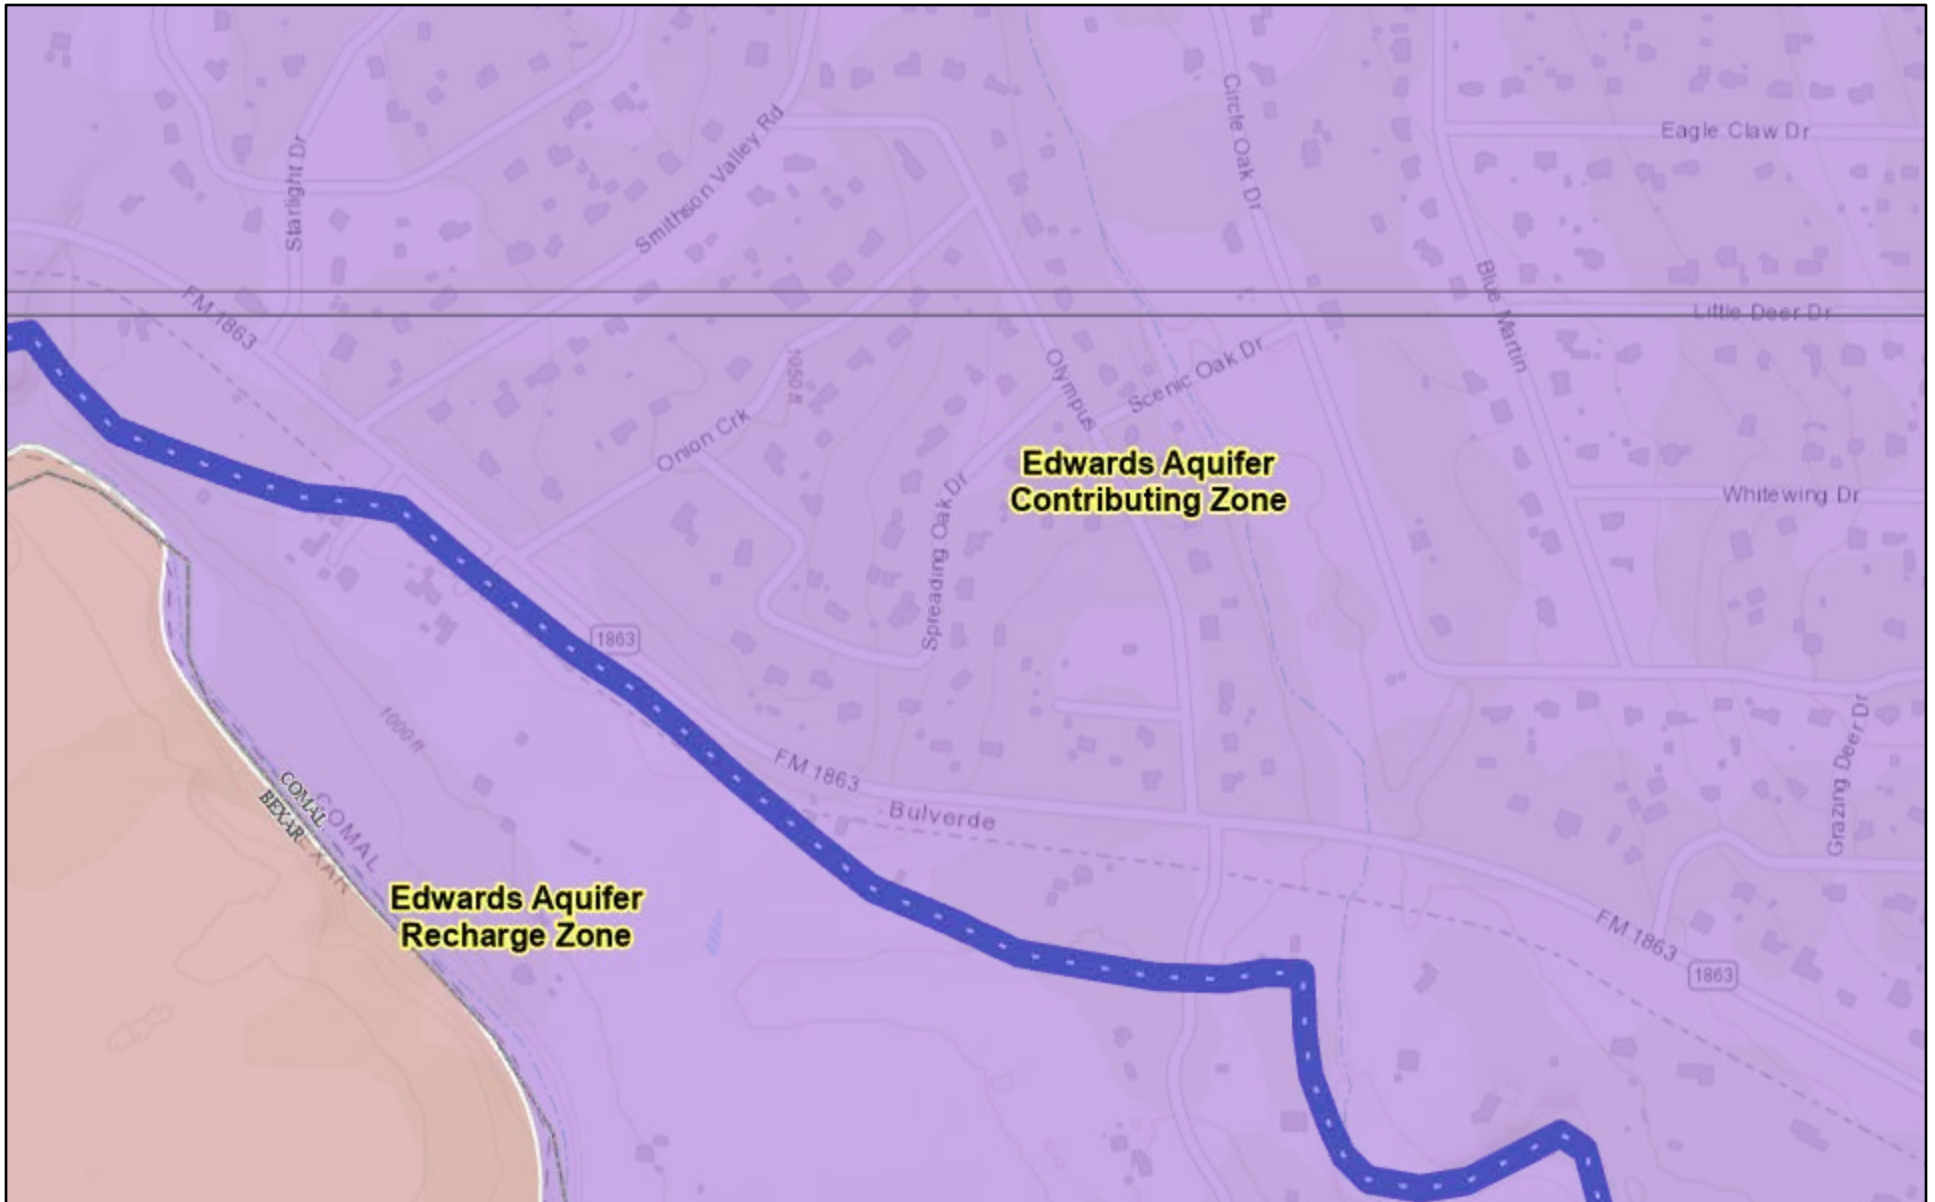 Circle Oak Dr
Eagle Claw Dr
Smithson Valley Rd
Starlight Dr
FM 1863
Blue Martin
Little Deer Dr
1050 ft
Olympus
Scenic Oak Dr
Onion Crk
Edwards Aquifer
Contributing Zone
Spreading Oak Dr
Whitewing Dr
1863
1000 ft
FM 1863
Bulverde
Grazing Deer Dr
COMAL
BEXAR
COMAL
Edwards Aquifer
Recharge Zone
FM 1863
1863